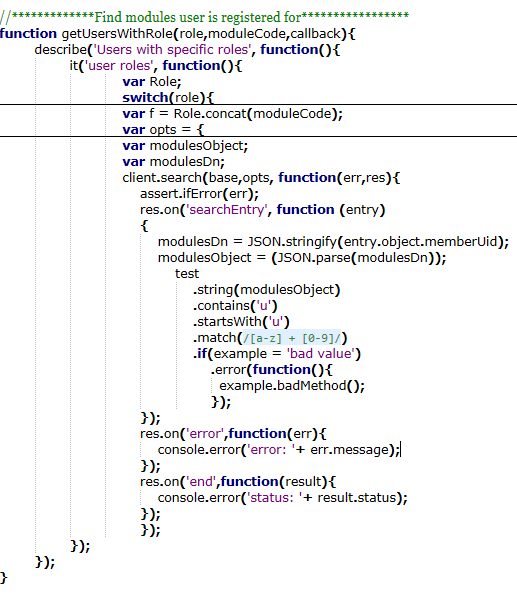 //*************Find modules user is registered for*****************
function getUsersWithRole(role,moduleCode,callback){
describe('Users with specific roles', function(){
it('user roles', function(){
var Role;
switch(role){
var f = Role.concat(moduleCode);
var opts = {
var modulesObject;
var modulesDn;
client.search(base,opts, function(err,res){
assert.ifError(err);
res.on('searchEntry', function (entry)
{
modulesDn = JSON.stringify(entry.object.memberUid);
modulesObject = (JSON.parse(modulesDn));
test
.string(modulesObject)
.contains('u')
.startsWith('u')
.match(/[a-z] + [0-9]/)
.if(example = 'bad value')
.error(function(){
example.badMethod();
});
});
res.on('error',function(err){
console.error('error: '+ err.message);
});
res.on('end',function(result){
console.error('status: '+ result.status);
});
});
});
});
}